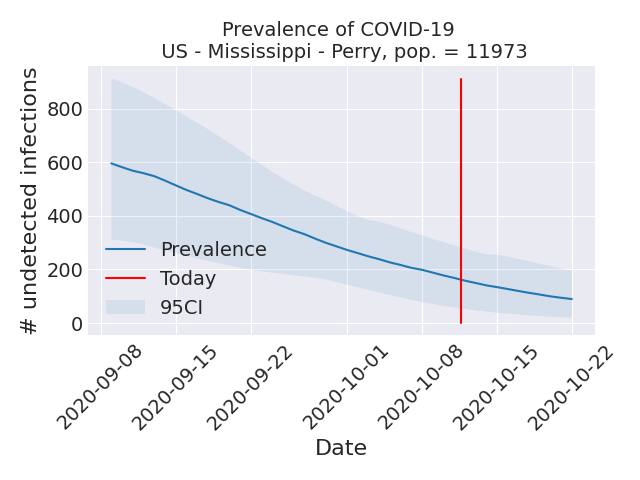 Prevalence of COVID-19
US - Mississippi - Perry, pop. = 11973
# undetected infections
800
600
400
200
0
Prevalence
Today
95CI
2020-09-08
2020-09-15
2020-09-22
2020-10-01
2020-10-08
2020-10-15
2020-10-22
Date